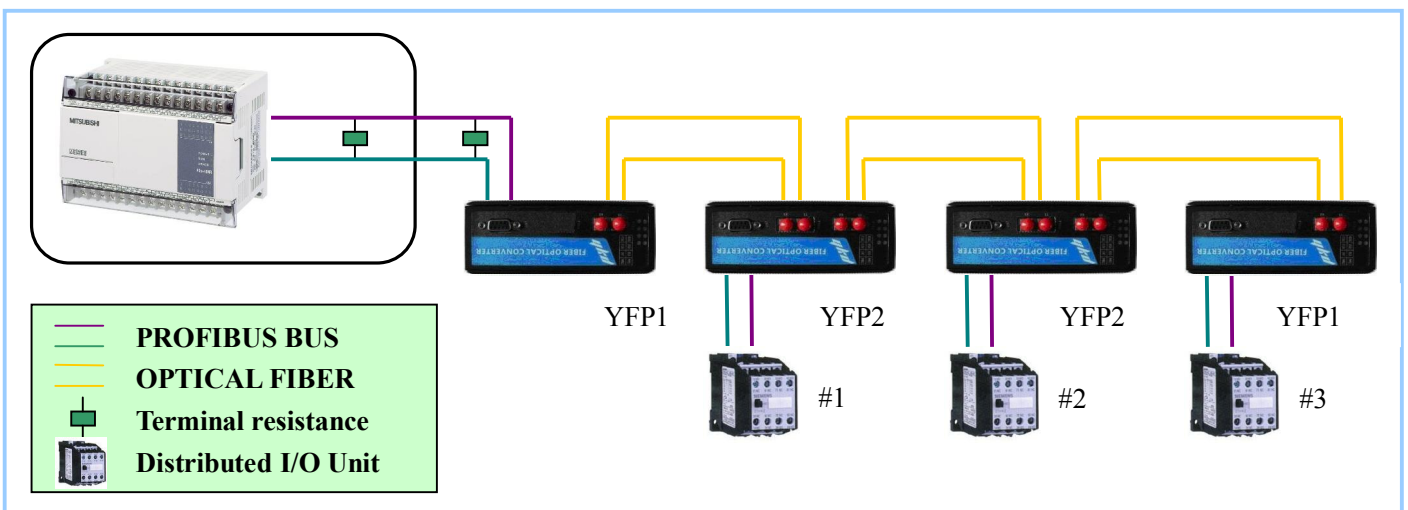 MITSUBISHI
FIBER OPTICAL CONVERTER
FIBER OPTICAL CONVERTER
FIBER OPTICAL CONVERTER
FIBER OPTICAL CONVERTER
YFP1
YFP2
YFP2
YFP1
#1
#2
#3
PROFIBUS BUS
OPTICAL FIBER
Terminal resistance
Distributed I/O Unit